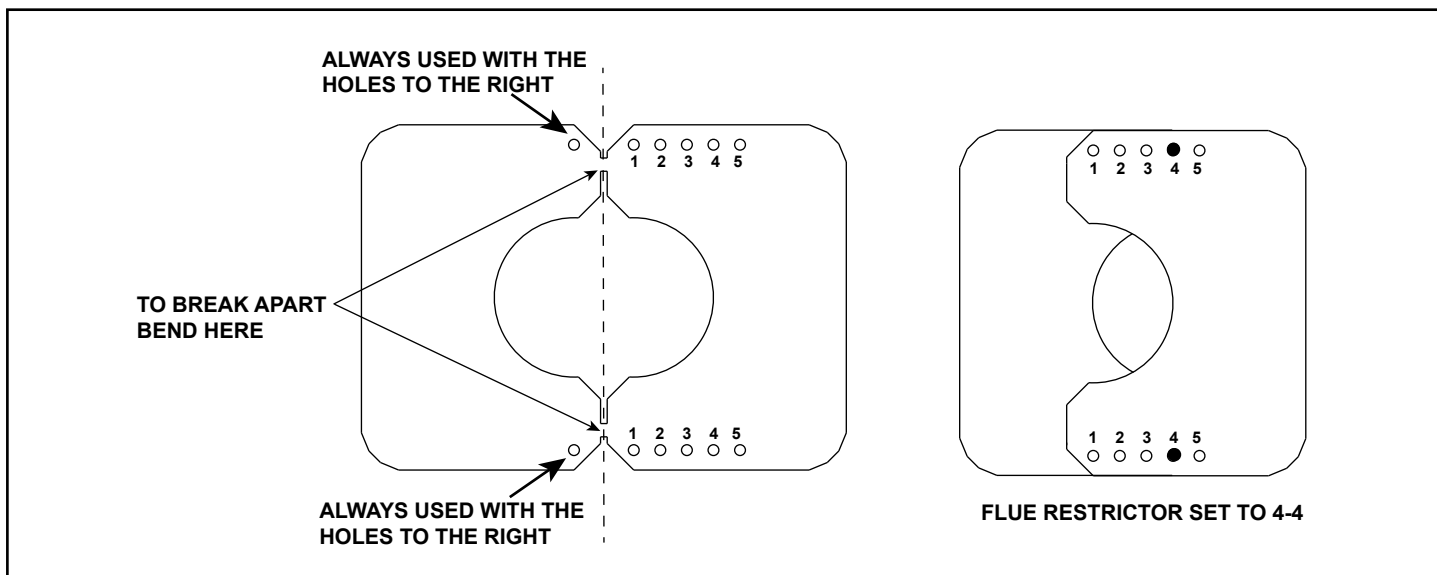 ALWAYS USED WITH THE
HOLES TO THE RIGHT
1 2 3 4 5
TO BREAK APART
BEND HERE
1 2 3 4 5
ALWAYS USED WITH THE
HOLES TO THE RIGHT
1 2 3 4 5
1 2 3 4 5
FLUE RESTRICTOR SET TO 4-4